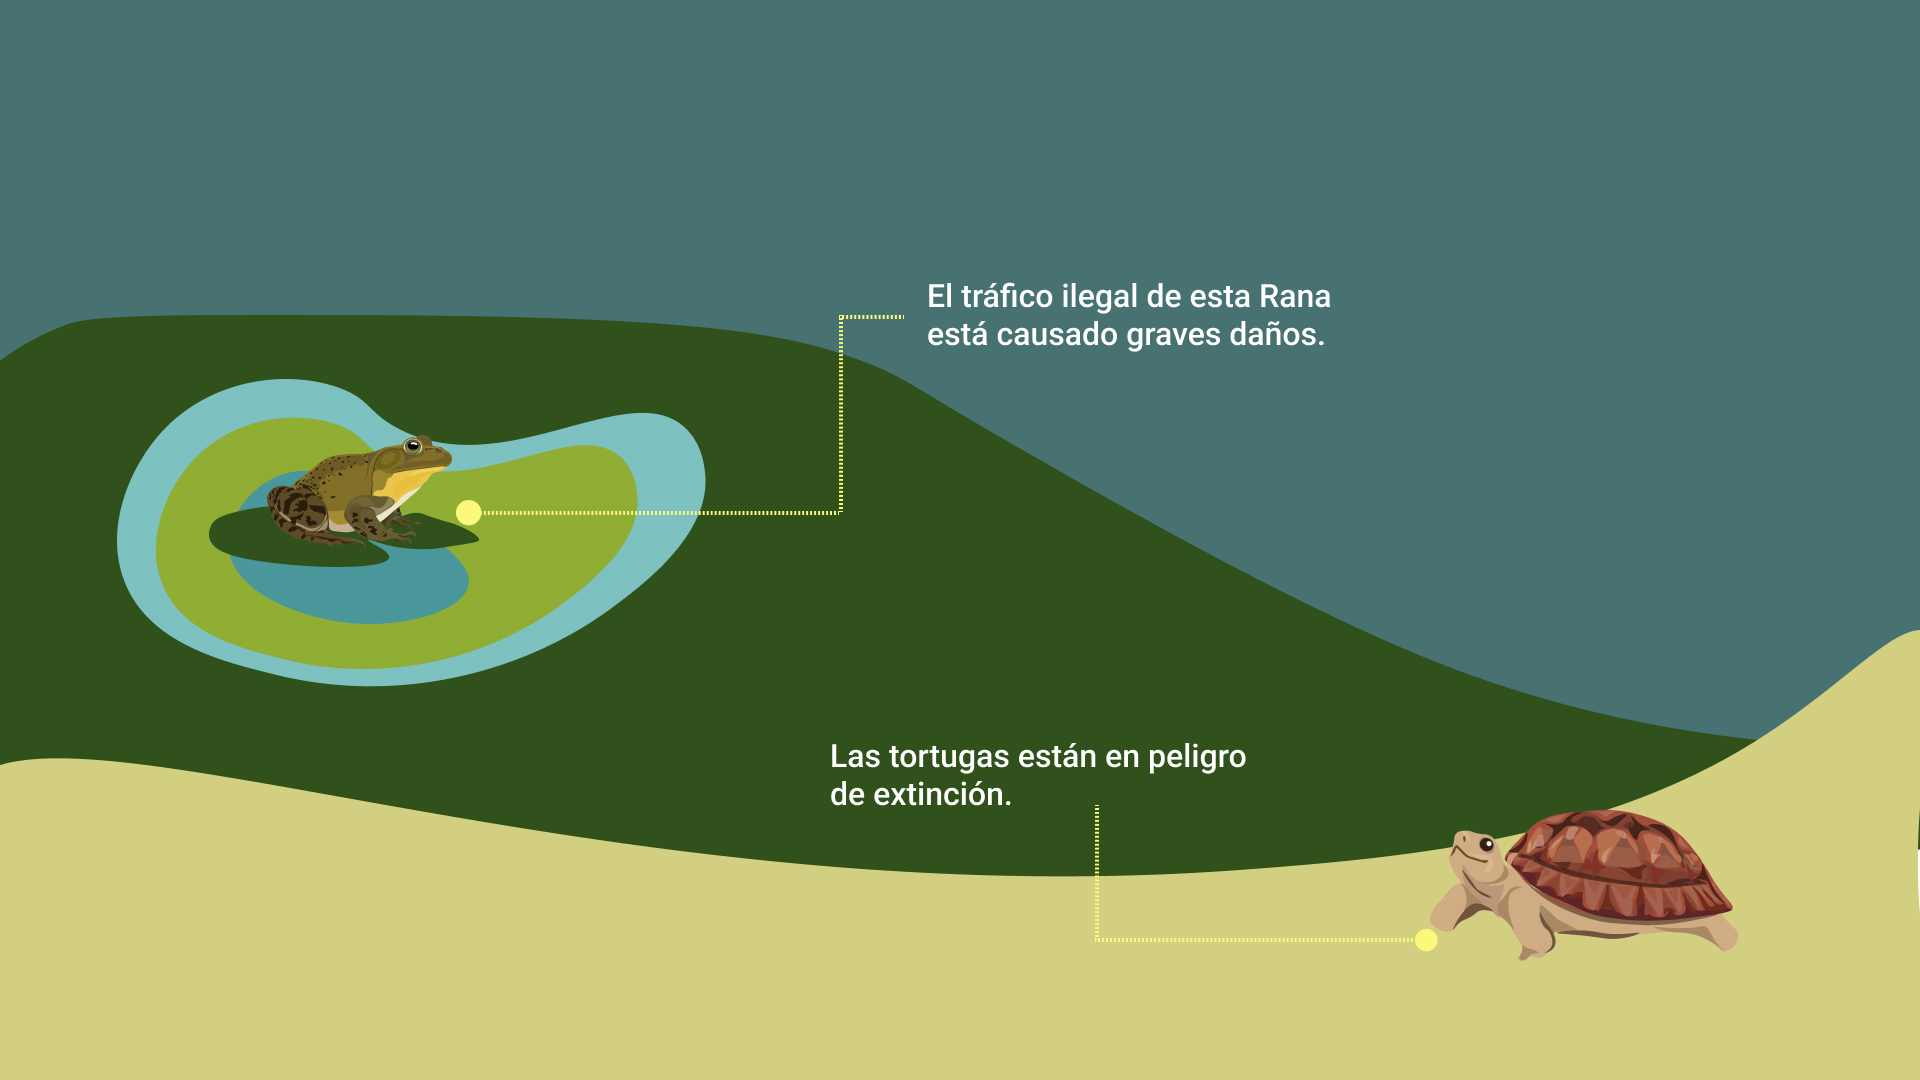 El tráfico ilegal de esta Rana
está causado graves daños.
Las tortugas están en peligro
de extinción.